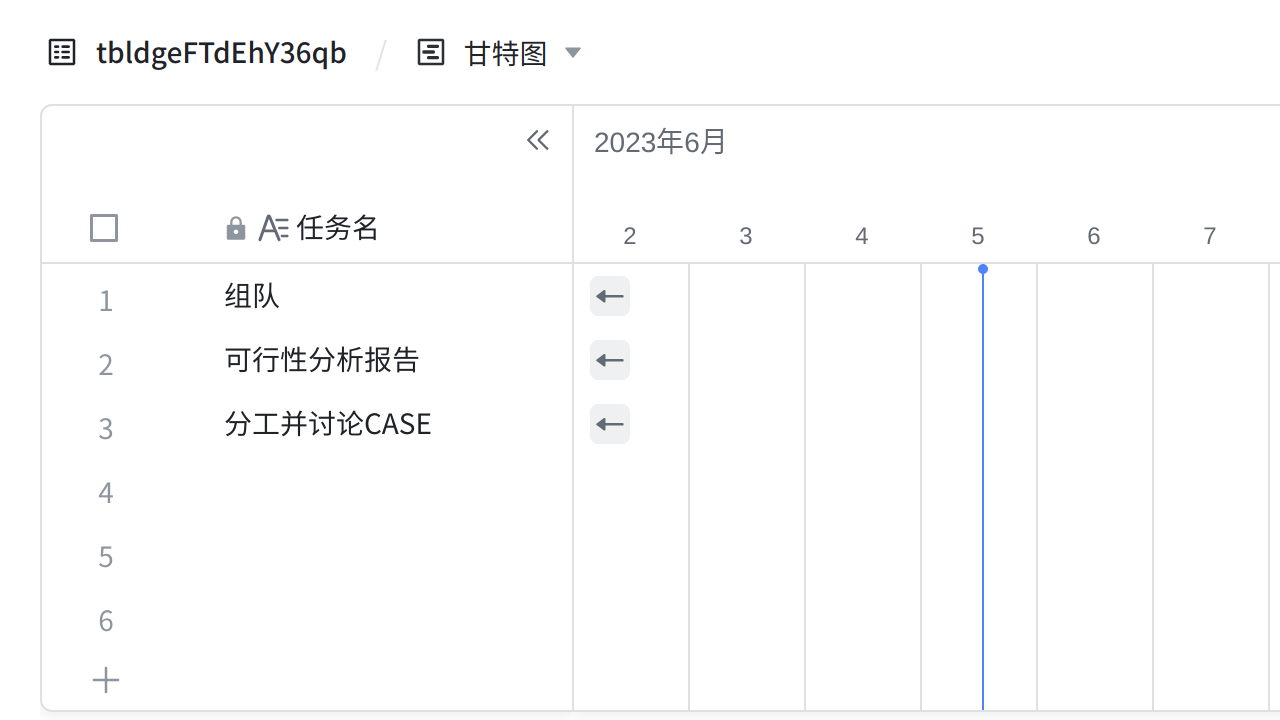 tbldgeFTdEhY36qb / 甘特图
2023年6月
任务名 2 3 4 5 6 7
1 组队
2 可行性分析报告
3 分工并讨论CASE
4
5
6